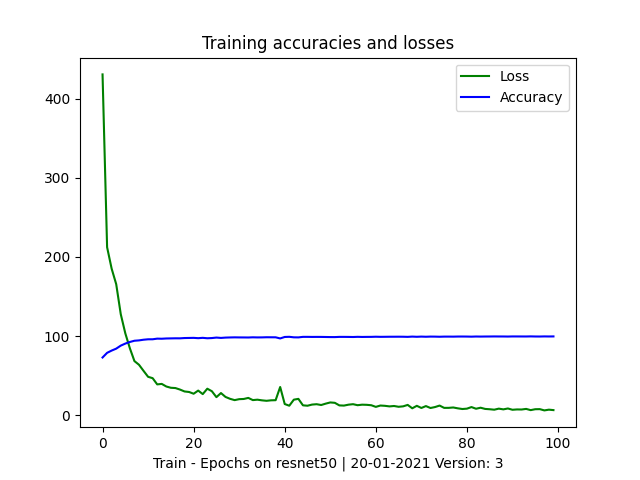 Training accuracies and losses
Loss
Accuracy
400
300
200
100
0
0 20 40 60 80 100
Train - Epochs on resnet50 | 20-01-2021 Version: 3